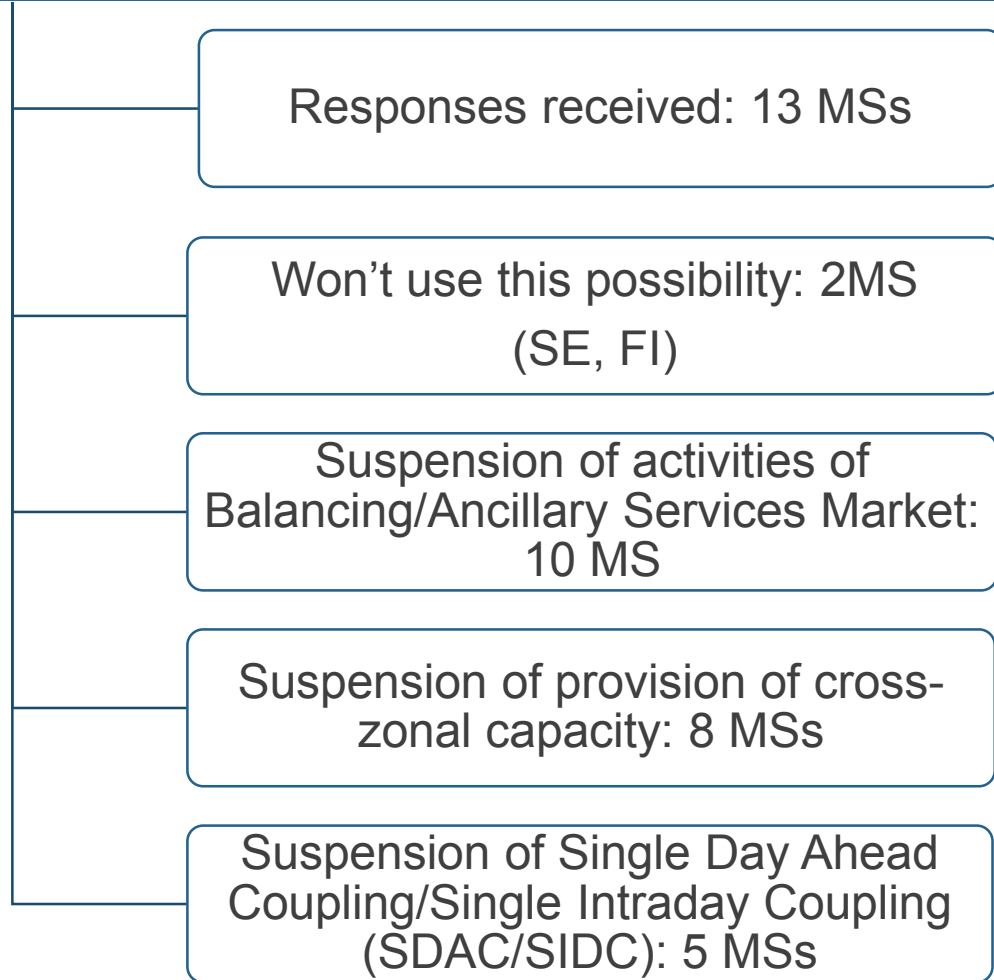 Responses received: 13 MSs
Won’t use this possibility: 2MS
(SE, FI)
Suspension of activities of
Balancing/Ancillary Services Market:
10 MS
Suspension of provision of cross-
zonal capacity: 8 MSs
Suspension of Single Day Ahead
Coupling/Single Intraday Coupling
(SDAC/SIDC): 5 MSs